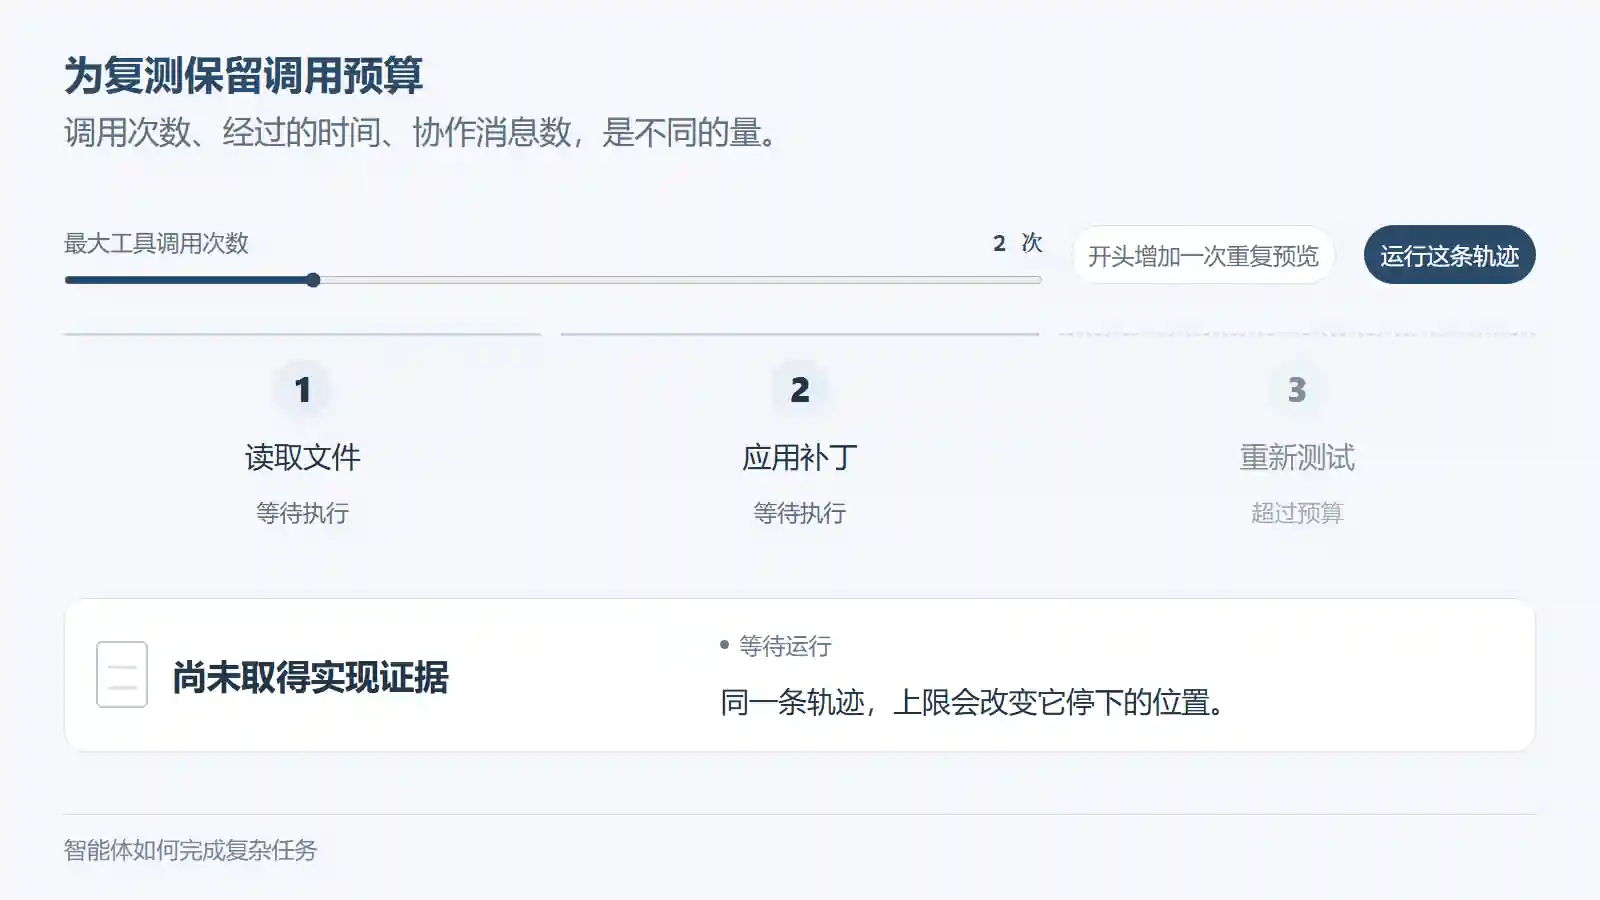 为复测保留调用预算
调用次数、经过的时间、协作消息数，是不同的量。
最大工具调用次数
2 次
开头增加一次重复预览
运行这条轨迹
1
2
3
读取文件
应用补丁
重新测试
等待执行
等待执行
超过预算
尚未取得实现证据
等待运行
同一条轨迹，上限会改变它停下的位置。
智能体如何完成复杂任务